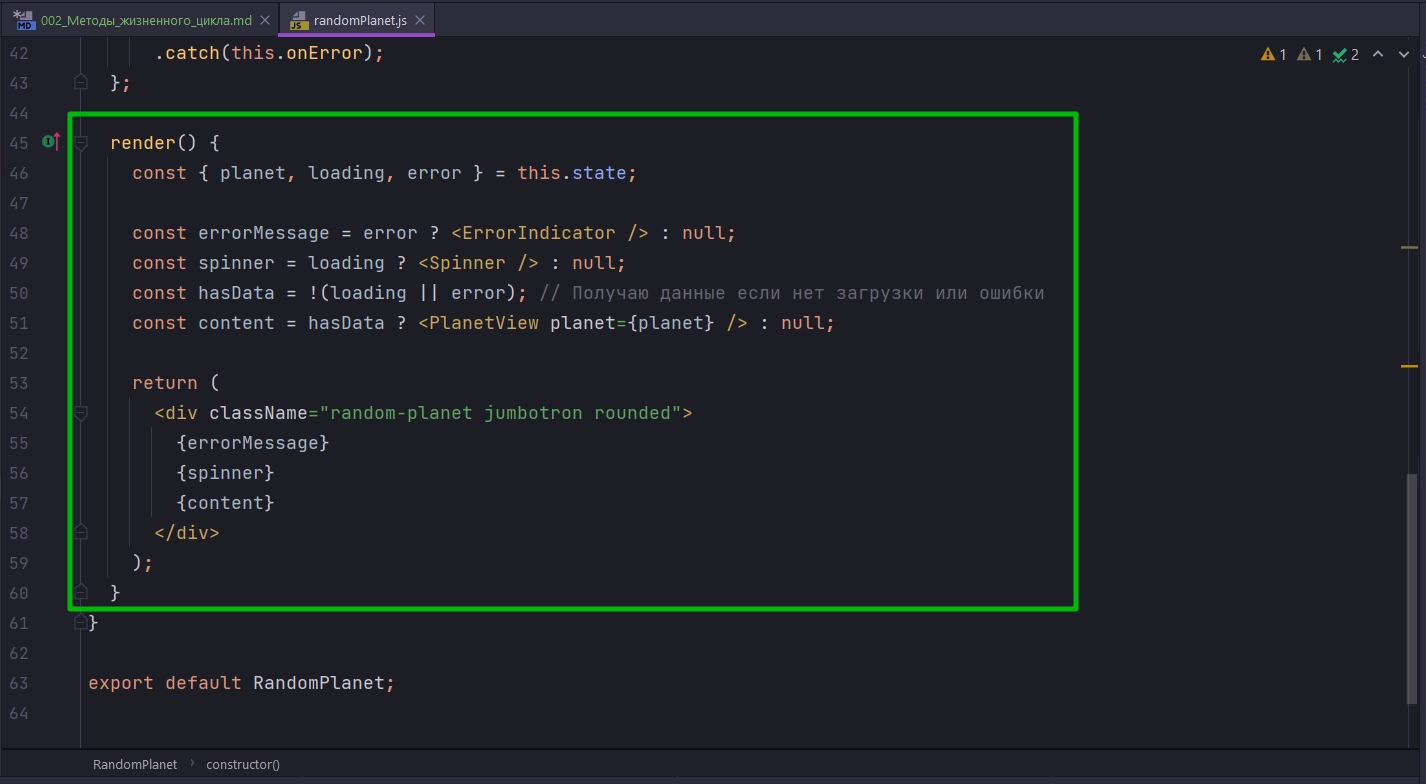 002_Методы_жизненного_цикла.md
randomPlanet.js
1 1 2
42 .catch(this.onError);
43 };
44
45 render() {
46 const { planet, loading, error } = this.state;
47
48 const errorMessage = error ? <ErrorIndicator /> : null;
49 const spinner = loading ? <Spinner /> : null;
50 const hasData = !(loading || error); // Получаю данные если нет загрузки или ошибки
51 const content = hasData ? <PlanetView planet={planet} /> : null;
52
53 return (
54 <div className="random-planet jumbotron rounded">
55 {errorMessage}
56 {spinner}
57 {content}
58 </div>
59 );
60 }
61 }
62
63 export default RandomPlanet;
64
RandomPlanet › constructor()